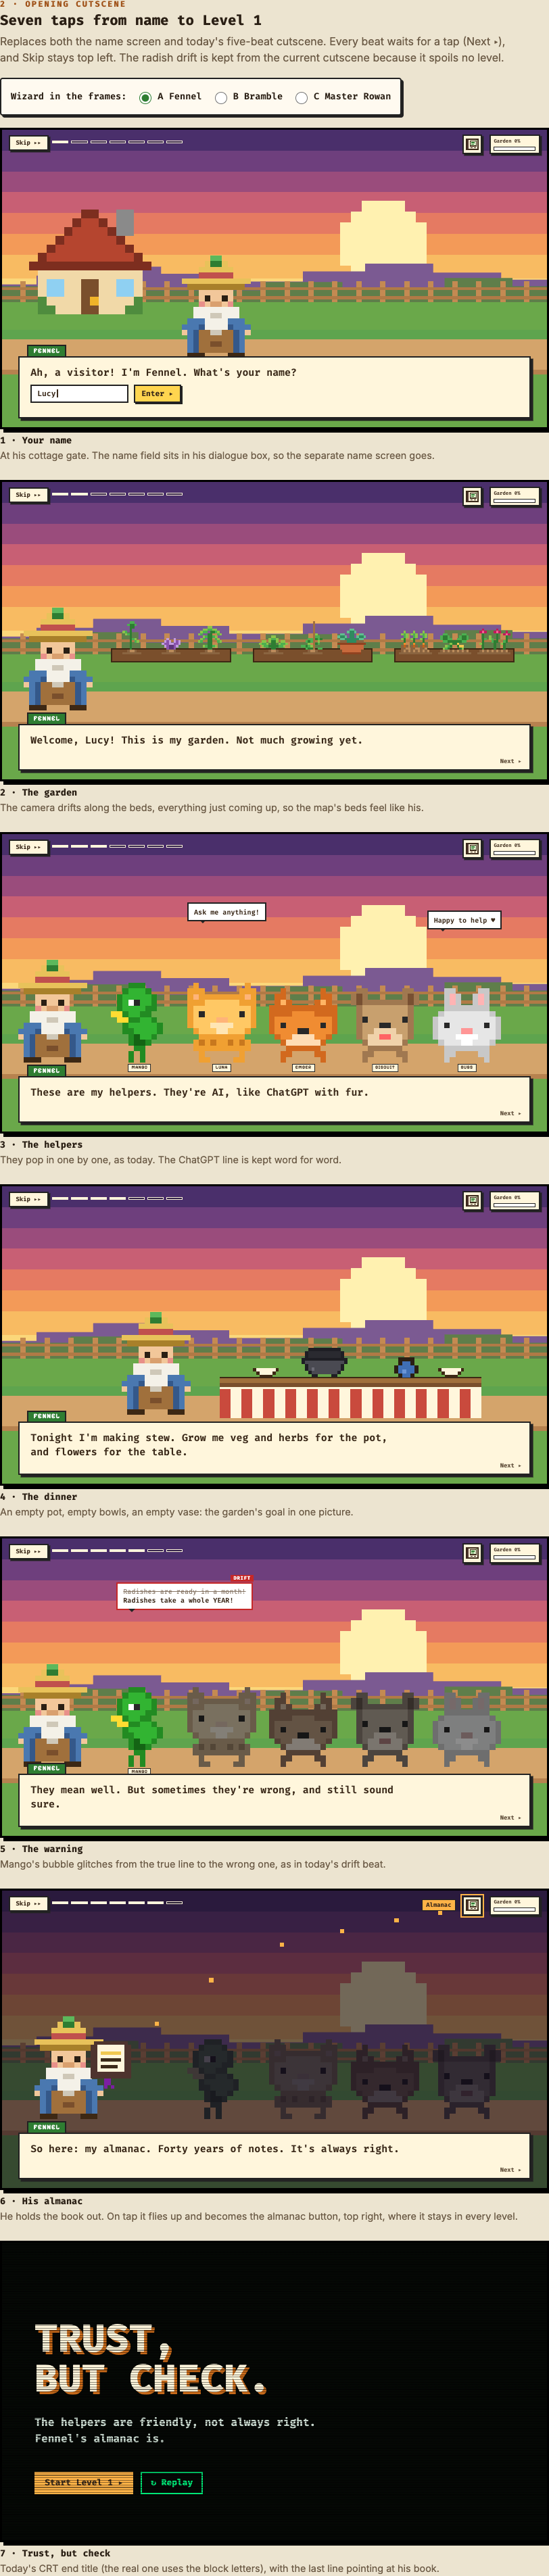 2 · OPENING CUTSCENE
Seven taps from name to Level 1
Replaces both the name screen and today's five-beat cutscene. Every beat waits for a tap (Next ▸),
and Skip stays top left. The radish drift is kept from the current cutscene because it spoils no level.
Wizard in the frames: A Fennel B Bramble C Master Rowan
Skip ▸▸
Garden 0%
FENNEL
Ah, a visitor! I'm Fennel. What's your name?
Lucy
Enter ▸
1 · Your name
At his cottage gate. The name field sits in his dialogue box, so the separate name screen goes.
Skip ▸▸
Garden 0%
FENNEL
Welcome, Lucy! This is my garden. Not much growing yet.
Next ▸
2 · The garden
The camera drifts along the beds, everything just coming up, so the map's beds feel like his.
Skip ▸▸
Garden 0%
Ask me anything!
Happy to help ♥
MANGO
LUNA
EMBER
BISCUIT
BUBS
FENNEL
These are my helpers. They're AI, like ChatGPT with fur.
Next ▸
3 · The helpers
They pop in one by one, as today. The ChatGPT line is kept word for word.
Skip ▸▸
Garden 0%
FENNEL
Tonight I'm making stew. Grow me veg and herbs for the pot,
and flowers for the table.
Next ▸
4 · The dinner
An empty pot, empty bowls, an empty vase: the garden's goal in one picture.
Skip ▸▸
Garden 0%
DRIFT
Radishes are ready in a month!
Radishes take a whole YEAR!
MANGO
FENNEL
They mean well. But sometimes they're wrong, and still sound
sure.
Next ▸
5 · The warning
Mango's bubble glitches from the true line to the wrong one, as in today's drift beat.
Skip ▸▸
Almanac
Garden 0%
FENNEL
So here: my almanac. Forty years of notes. It's always right.
Next ▸
6 · His almanac
He holds the book out. On tap it flies up and becomes the almanac button, top right, where it stays in every level.
TRUST,
BUT CHECK.
The helpers are friendly, not always right.
Fennel's almanac is.
Start Level 1 ▸
↻ Replay
7 · Trust, but check
Today's CRT end title (the real one uses the block letters), with the last line pointing at his book.